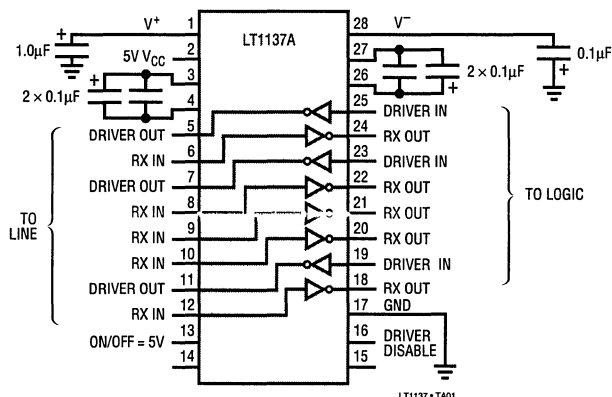 LT1137A
V+ 1
1.0µF
5V VCC 2
3
2 × 0.1µF
4
DRIVER OUT 5
RX IN 6
DRIVER OUT 7
RX IN 8
RX IN 9
RX IN 10
DRIVER OUT 11
RX IN 12
ON/OFF = 5V 13
14
TO LINE
28 V−
0.1µF
27
2 × 0.1µF
26
25 DRIVER IN
24 RX OUT
23 DRIVER IN
22 RX OUT
21 RX OUT
20 RX OUT
19 DRIVER IN
18 RX OUT
17 GND
16 DRIVER DISABLE
15
TO LOGIC
LT1137 • TA01